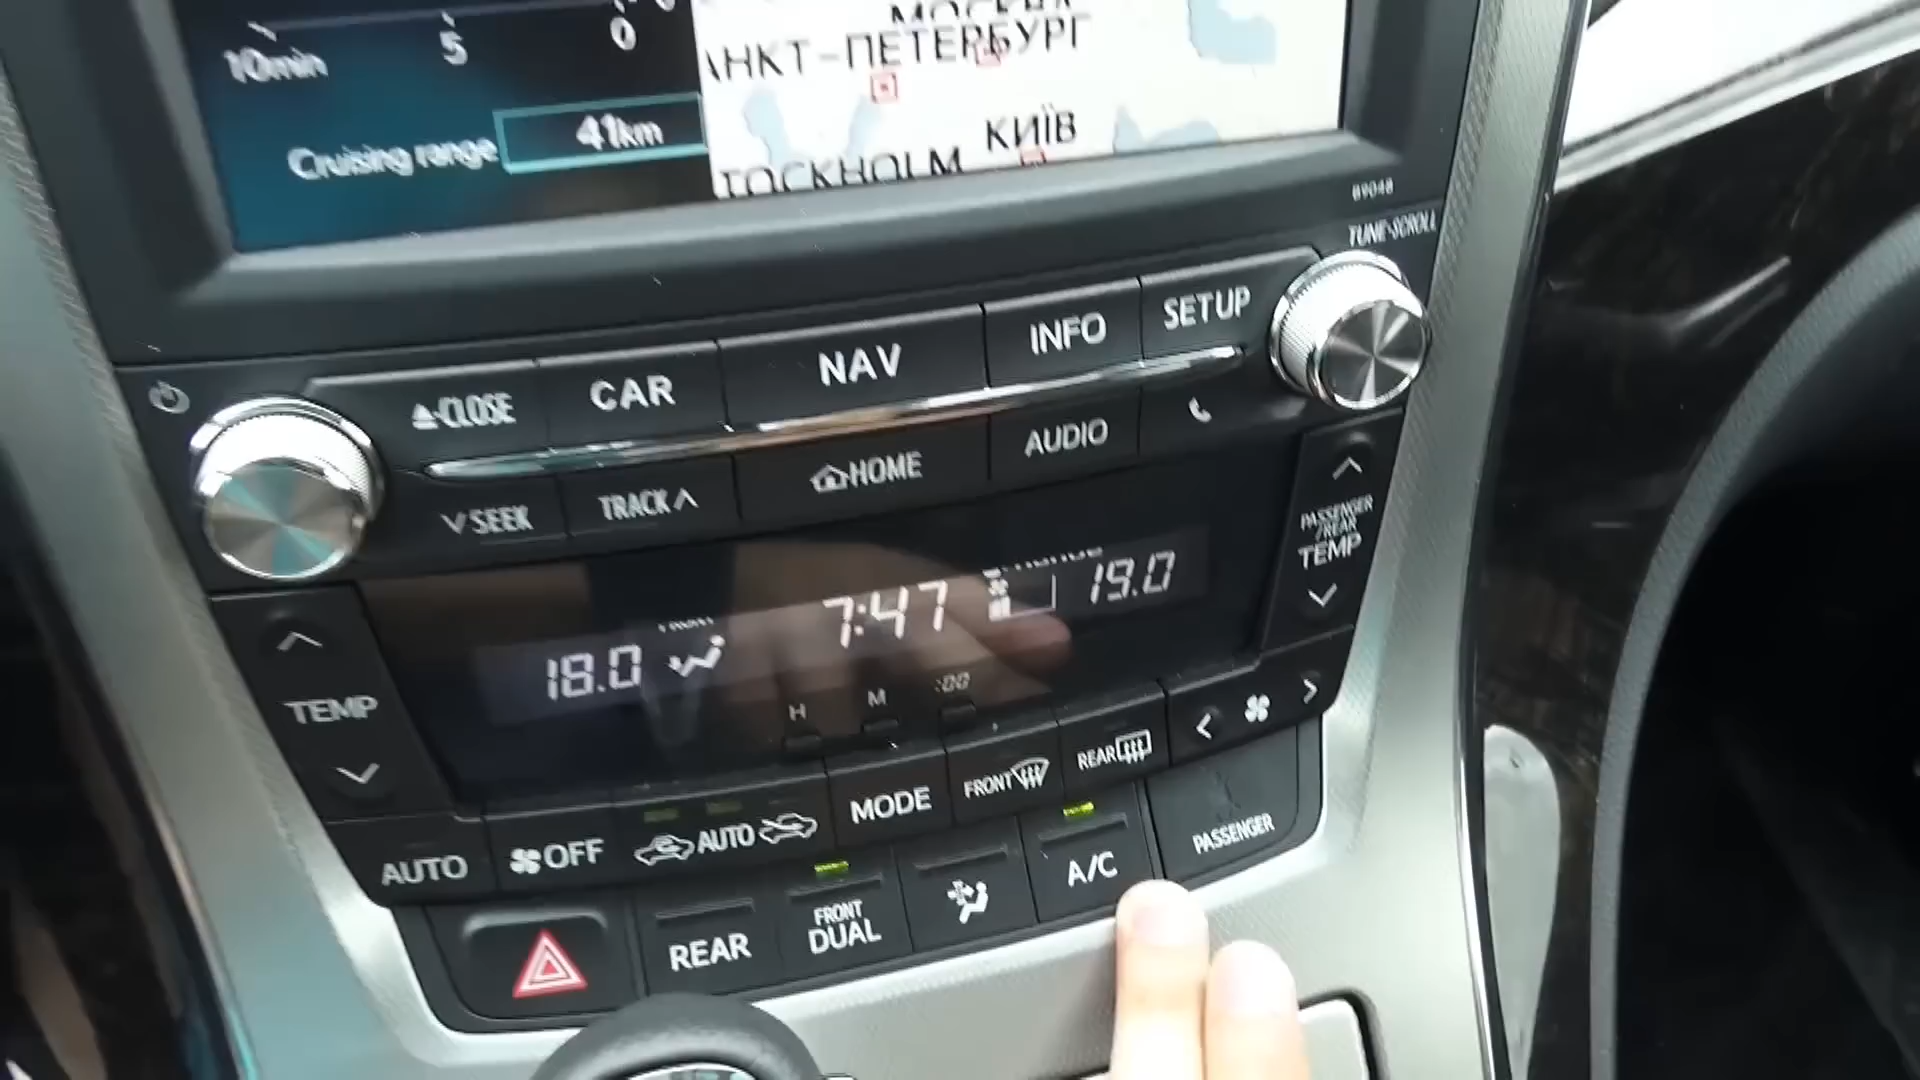 10min 5 0
АНКТ-ПЕТЕРБУРГ
Cruising range 41km
КИЇВ
TOCKHOLM
89048
TUNE·SCROLL
CLOSE CAR NAV INFO SETUP
SEEK TRACK HOME AUDIO
PASSENGER
/REAR
TEMP
18.0 7:47 19.0
TEMP
H M :00
AUTO OFF AUTO MODE FRONT REAR
REAR FRONT
DUAL A/C PASSENGER